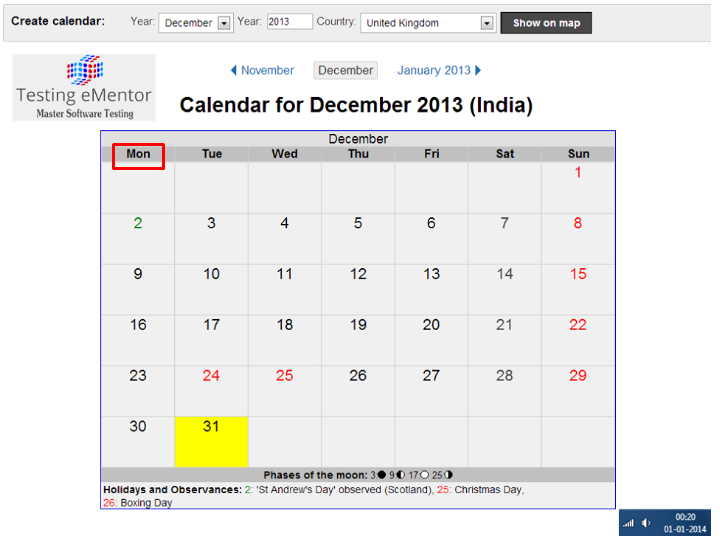 Create calendar: Year: December Year: 2013 Country: United Kingdom Show on map
November December January 2013
Testing eMentor
Master Software Testing
Calendar for December 2013 (India)
December
Mon Tue Wed Thu Fri Sat Sun
1
2 3 4 5 6 7 8
9 10 11 12 13 14 15
16 17 18 19 20 21 22
23 24 25 26 27 28 29
30 31
Phases of the moon: 3 9 17 25
Holidays and Observances: 2: 'St Andrew's Day' observed (Scotland), 25: Christmas Day,
26: Boxing Day
00:20
01-01-2014